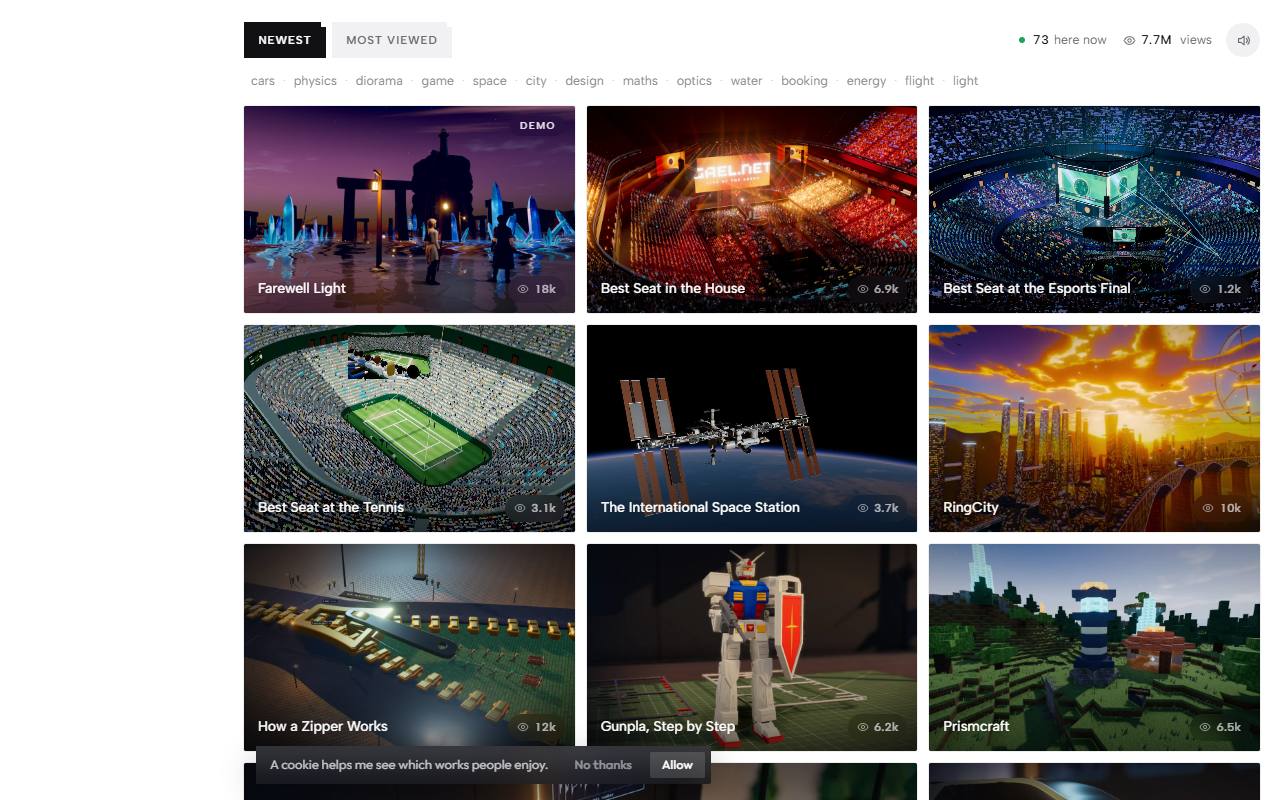 NEWEST
MOST VIEWED
73 here now
7.7M views
cars · physics · diorama · game · space · city · design · maths · optics · water · booking · energy · flight · light
DEMO
Farewell Light
18k
GAEL.NET
Best Seat in the House
6.9k
Best Seat at the Esports Final
1.2k
Best Seat at the Tennis
3.1k
The International Space Station
3.7k
RingCity
10k
How a Zipper Works
12k
Gunpla, Step by Step
6.2k
Prismcraft
6.5k
A cookie helps me see which works people enjoy.
No thanks
Allow